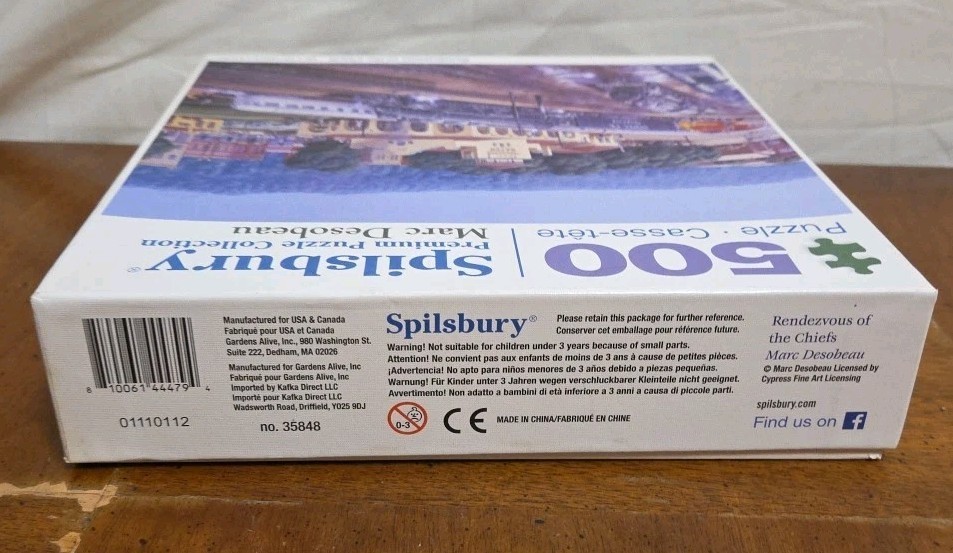 500
Puzzle · Casse-tête
Spilsbury®
Premium Puzzle Collection
Marc Desobeau
8 10061 44479 4
01110112
Manufactured for USA & Canada
Fabriqué pour USA et Canada
Gardens Alive, Inc., 980 Washington St.
Suite 222, Dedham, MA 02026
Manufactured for Gardens Alive, Inc
Fabriqué pour Gardens Alive, Inc
Imported by Kafka Direct LLC
Importé pour Kafka Direct LLC
Wadsworth Road, Driffield, YO25 9DJ
no. 35848
Spilsbury®
Please retain this package for further reference.
Conserver cet emballage pour référence future.
Warning! Not suitable for children under 3 years because of small parts.
Attention! Ne convient pas aux enfants de moins de 3 ans à cause de petites pièces.
¡Advertencia! No apto para niños menores de 3 años debido a piezas pequeñas.
Warnung! Für Kinder unter 3 Jahren wegen verschluckbarer Kleinteile nicht geeignet.
Avvertimento! Non adatto a bambini di età inferiore a 3 anni a causa di piccole parti.
0-3
CE
MADE IN CHINA/FABRIQUÉ EN CHINE
Rendezvous of
the Chiefs
Marc Desobeau
© Marc Desobeau Licensed by
Cypress Fine Art Licensing
spilsbury.com
Find us on f